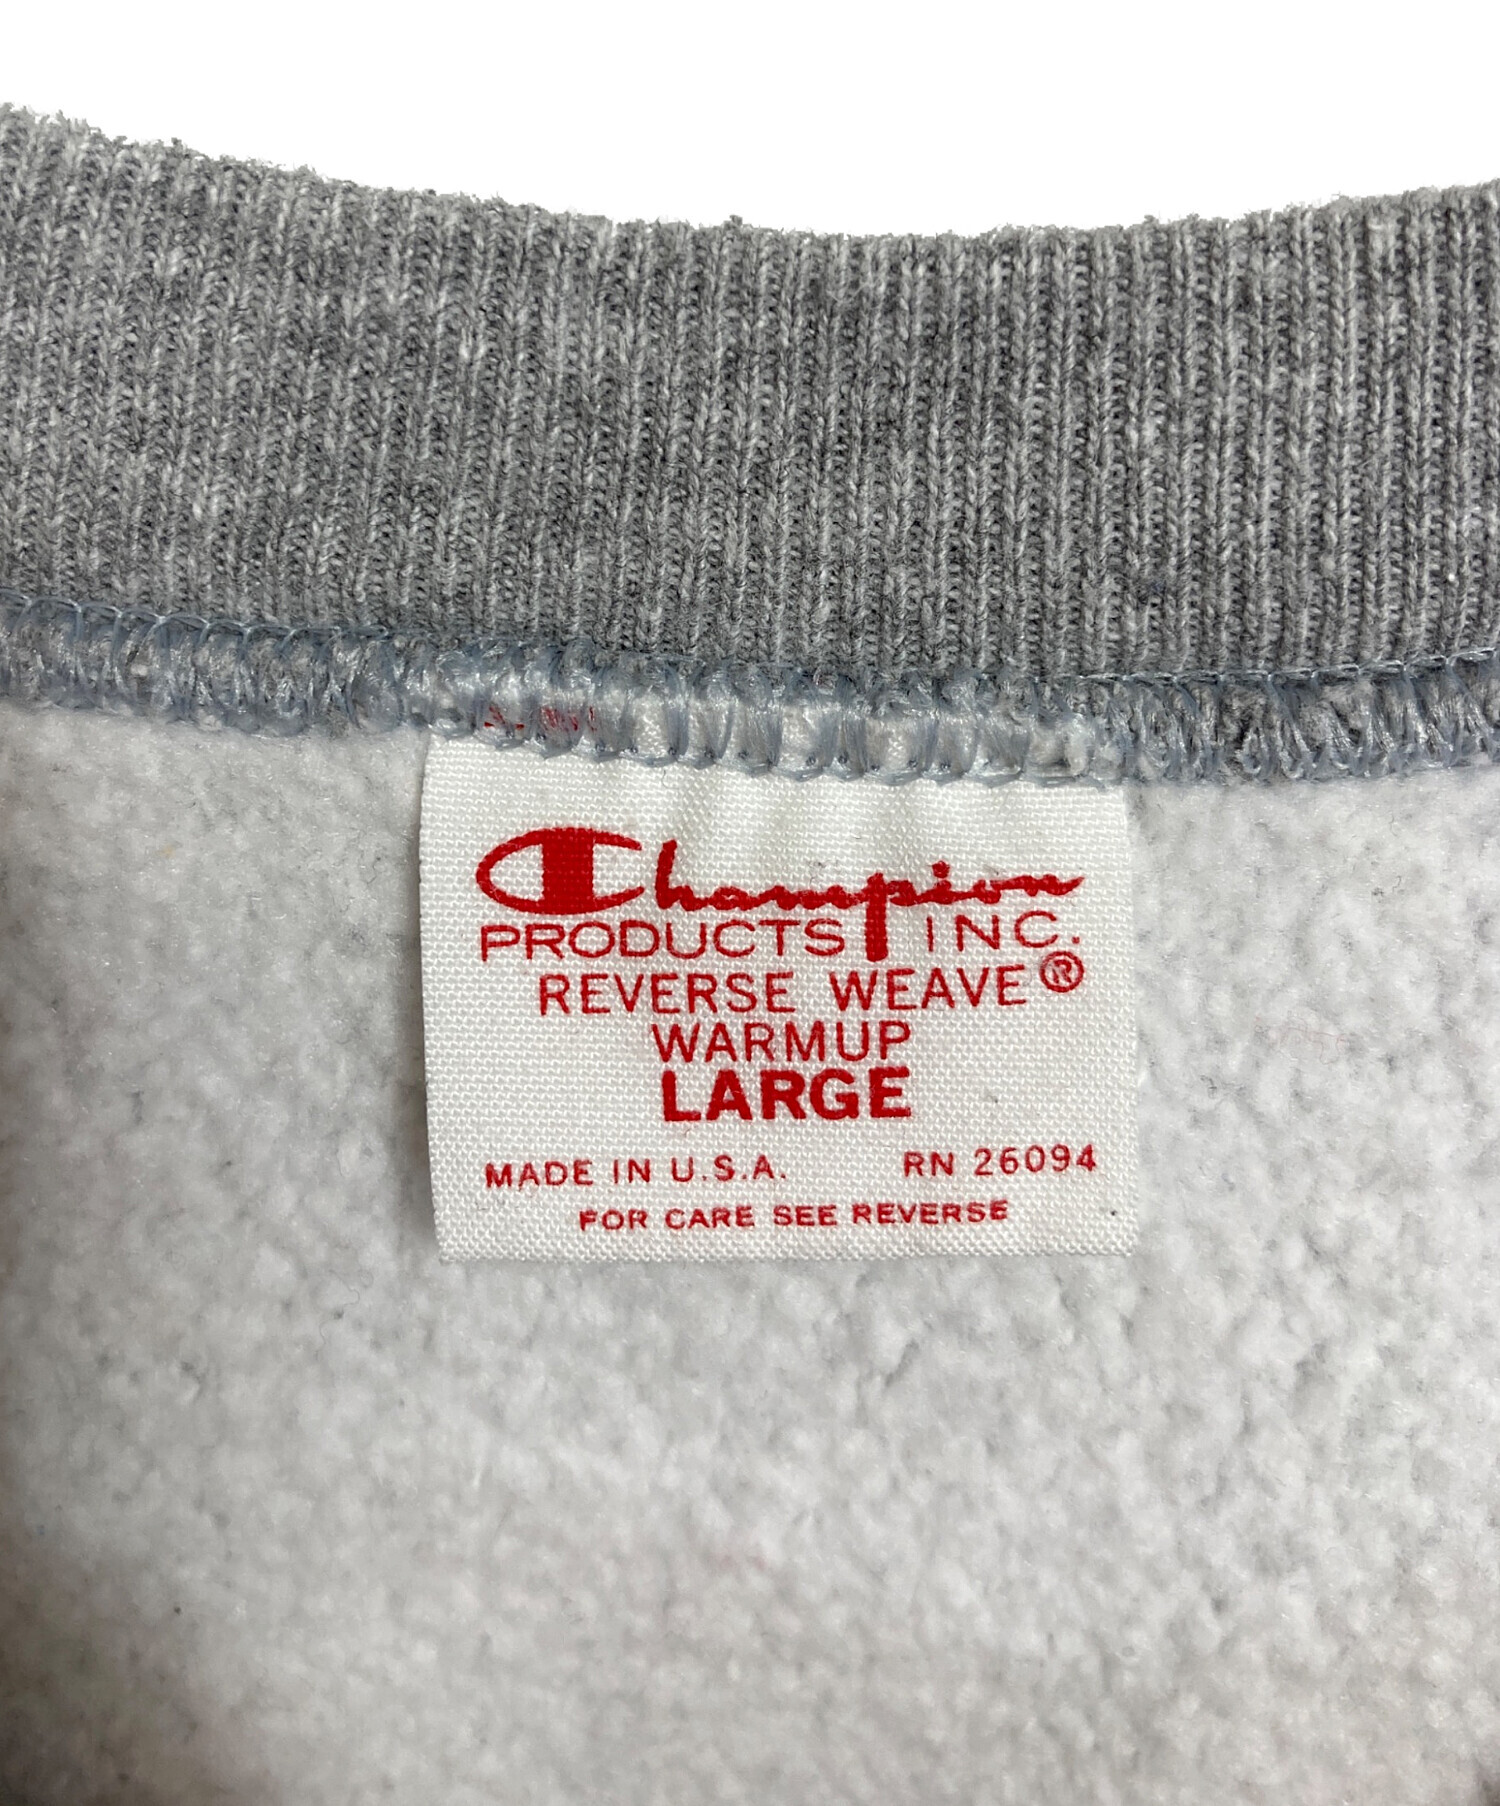 Champion
PRODUCTS INC.
REVERSE WEAVE®
WARMUP
LARGE
MADE IN U.S.A. RN 26094
FOR CARE SEE REVERSE